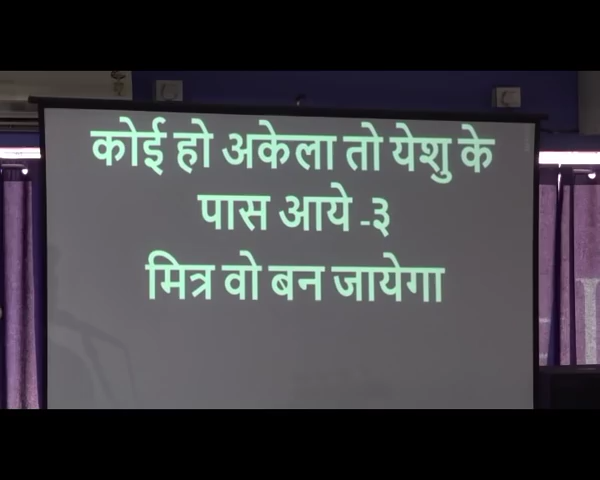 कोई हो अकेला तो येशु के
पास आये -३
मित्र वो बन जायेगा